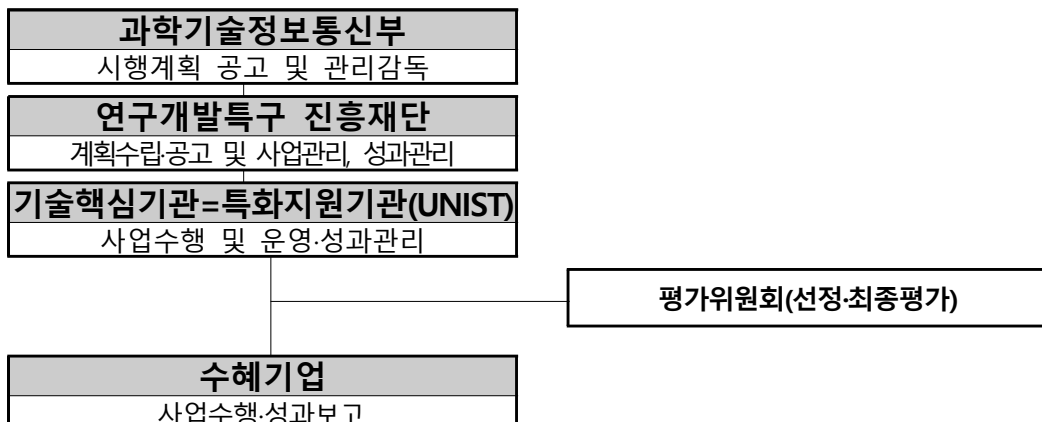 과학기술정보통신부
시행계획 공고 및 관리감독
연구개발특구 진흥재단
계획수립·공고 및 사업관리, 성과관리
기술핵심기관=특화지원기관(UNIST)
사업수행 및 운영·성과관리
평가위원회(선정·최종평가)
수혜기업
사업수행·성과보고